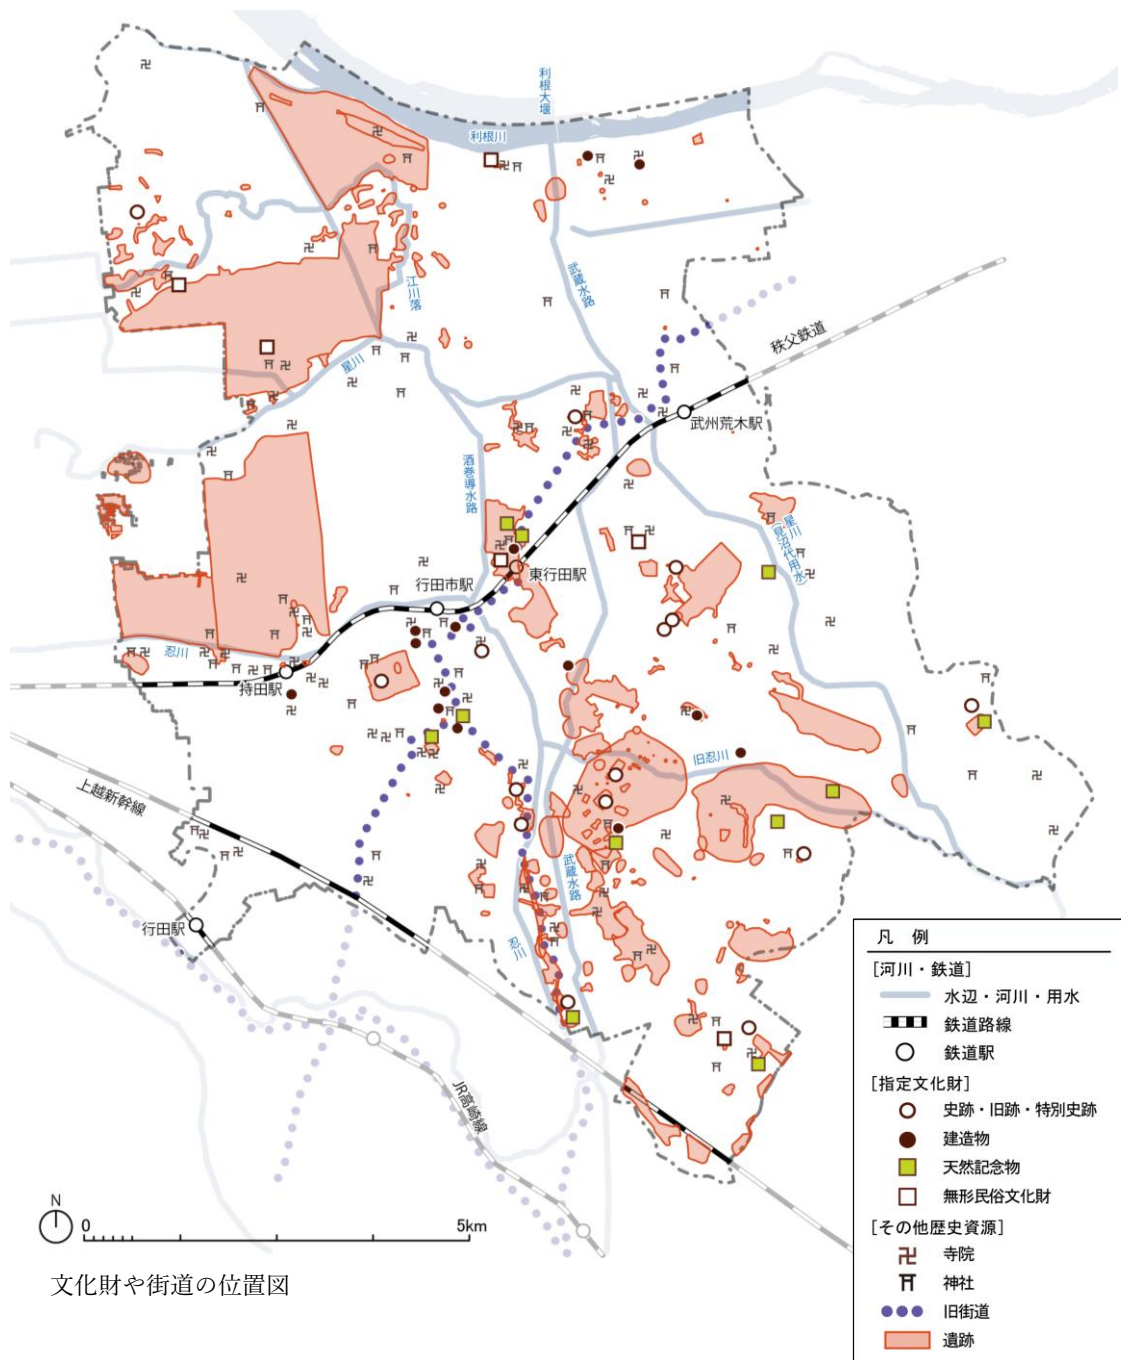 利根大堰
利根川
武蔵水路
江川落
秩父鉄道
星川
武州荒木駅
酒巻導水路
星川
(見沼代用水)
東行田駅
行田市駅
忍川
持田駅
旧忍川
上越新幹線
武蔵水路
行田駅
忍川
JR高崎線
N
0
5km
文化財や街道の位置図
凡 例
[河川・鉄道]
水辺・河川・用水
鉄道路線
鉄道駅
[指定文化財]
史跡・旧跡・特別史跡
建造物
天然記念物
無形民俗文化財
[その他歴史資源]
寺院
神社
旧街道
遺跡